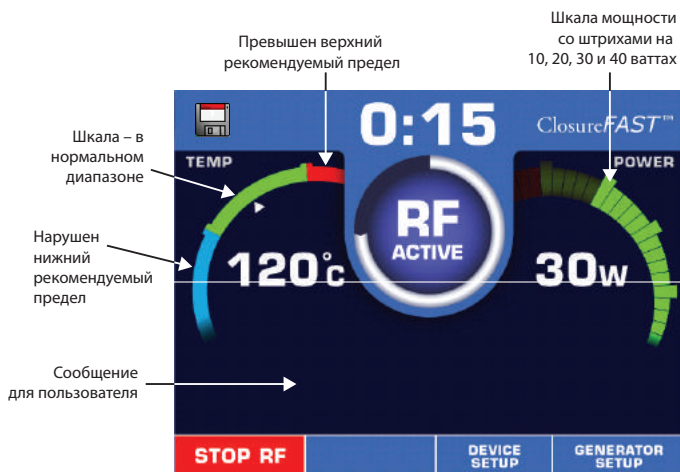 Превышен верхний
рекомендуемый предел
Шкала мощности
со штрихами на
10, 20, 30 и 40 ваттах
Шкала – в
нормальном
диапазоне
Нарушен
нижний
рекомендуемый
предел
Сообщение
для пользователя
0:15
ClosureFAST™
TEMP
POWER
RF
ACTIVE
120°C
30W
STOP RF
DEVICE
SETUP
GENERATOR
SETUP